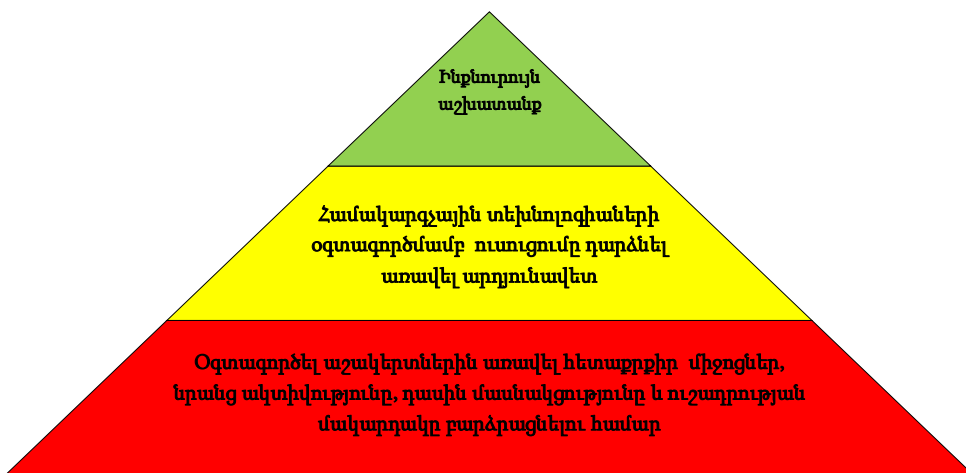 Ինքնուրույն
աշխատանք
Համակարգչային տեխնոլոգիաների
օգտագործմամբ ուսուցումը դարձնել
առավել արդյունավետ
Օգտագործել աշակերտներին առավել հետաքրքիր միջոցներ,
նրանց ակտիվությունը, դասին մասնակցությունը և ուշադրության
մակարդակը բարձրացնելու համար